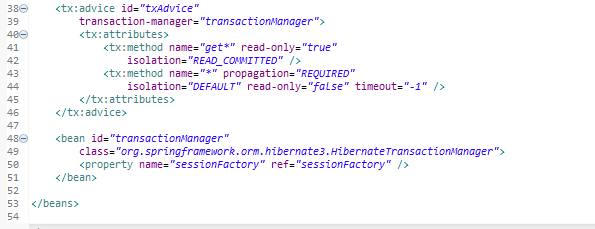 38 <tx:advice id="txAdvice"
39 transaction-manager="transactionManager">
40 <tx:attributes>
41 <tx:method name="get*" read-only="true"
42 isolation="READ_COMMITTED" />
43 <tx:method name="*" propagation="REQUIRED"
44 isolation="DEFAULT" read-only="false" timeout="-1" />
45 </tx:attributes>
46 </tx:advice>
47
48 <bean id="transactionManager"
49 class="org.springframework.orm.hibernate3.HibernateTransactionManager">
50 <property name="sessionFactory" ref="sessionFactory" />
51 </bean>
52
53 </beans>
54